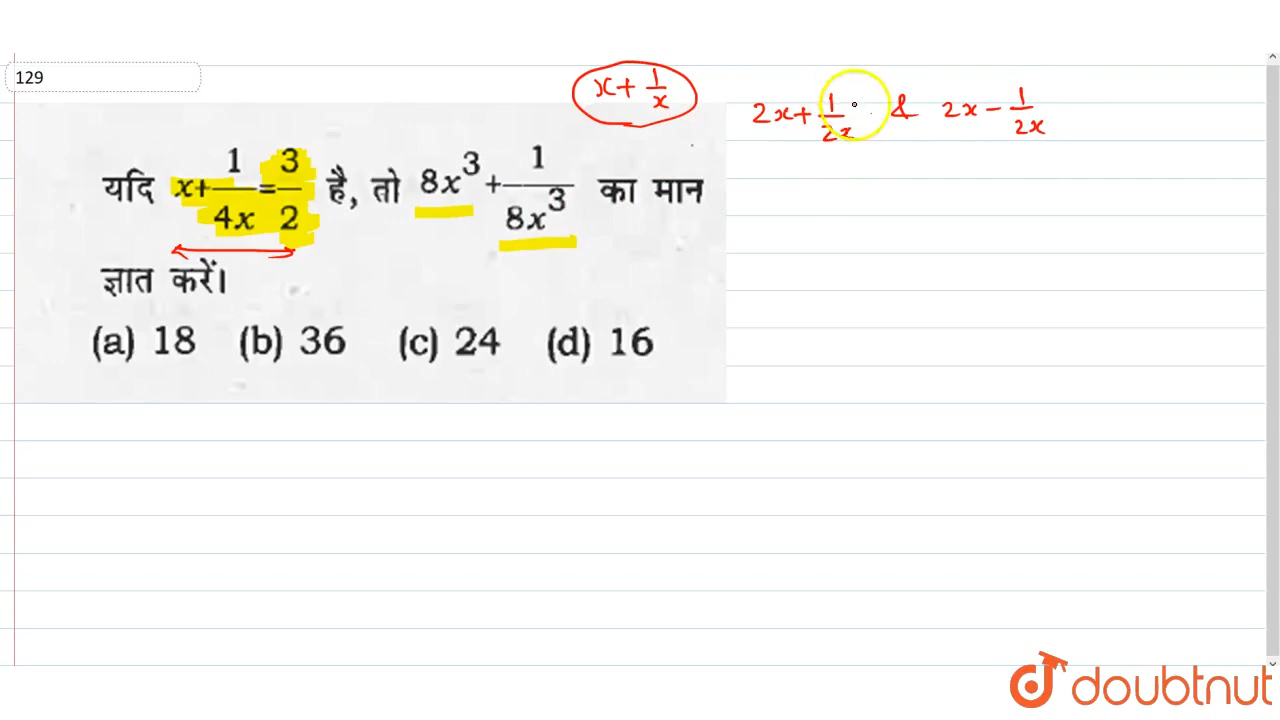 129
x + 1/x
2x + 1/2x & 2x - 1/2x
यदि x+1/4x=3/2 है, तो 8x³+1/8x³ का मान
ज्ञात करें।
(a) 18 (b) 36 (c) 24 (d) 16
doubtnut